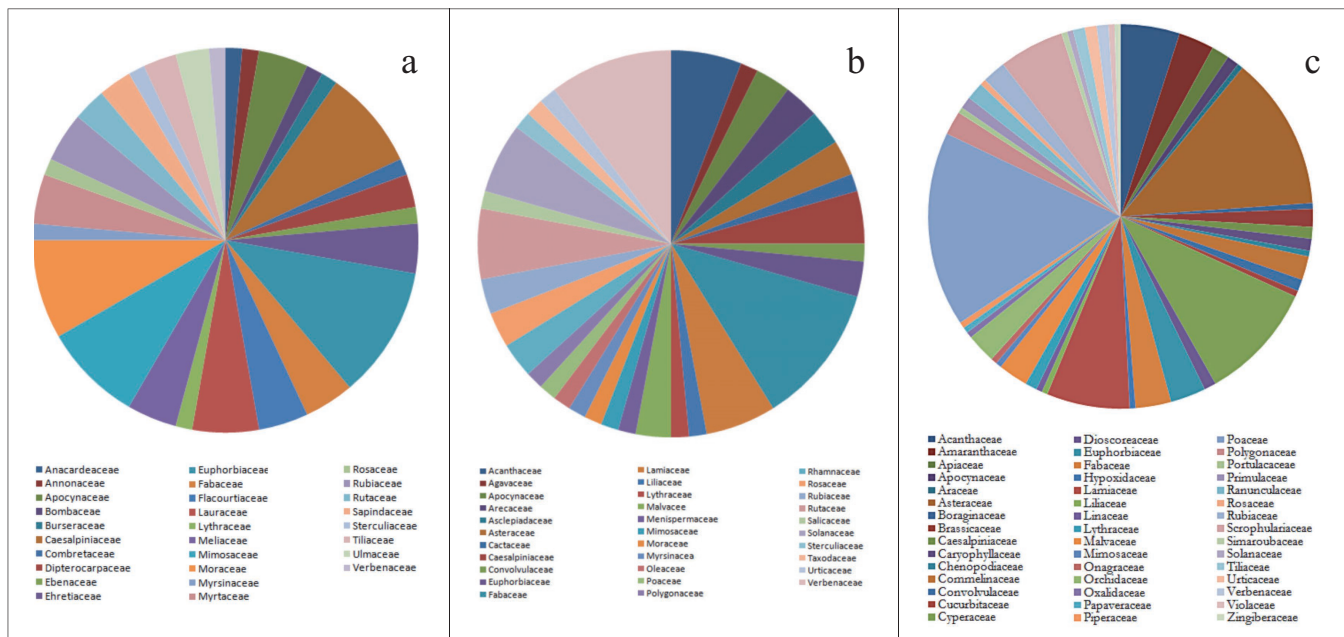 a
Anacardeaceae
Annonaceae
Apocynaceae
Bombaceae
Burseraceae
Caesalpiniaceae
Combretaceae
Dipterocarpaceae
Ebenaceae
Ehretiaceae
Euphorbiaceae
Fabaceae
Flacourtiaceae
Lauraceae
Lythraceae
Meliaceae
Mimosaceae
Moraceae
Myrsinaceae
Myrtaceae
Rosaceae
Rubiaceae
Rutaceae
Sapindaceae
Sterculiaceae
Tiliaceae
Ulmaceae
Verbenaceae
b
Acanthaceae
Agavaceae
Apocynaceae
Arecaceae
Asclepiadaceae
Asteraceae
Cactaceae
Caesalpiniaceae
Convolvulaceae
Euphorbiaceae
Fabaceae
Lamiaceae
Liliaceae
Lythraceae
Malvacee
Menispermaceae
Mimosaceae
Moraceae
Myrsinacea
Oleaceae
Poaceae
Polygonaceae
Rhamnaceae
Rosaceae
Rubiaceae
Rutaceae
Salicaceae
Solanaceae
Sterculiaceae
Taxodaceae
Urticaceae
Verbenaceae
c
Acanthaceae
Amaranthaceae
Apiaceae
Apocynaceae
Araceae
Asteraceae
Boraginaceae
Brassicaceae
Caesalpiniaceae
Caryophyllaceae
Chenopodiaceae
Commelinaceae
Convolvulaceae
Cucurbitaceae
Cyperaceae
Dioscoreaceae
Euphorbiaceae
Fabaceae
Hypoxidaceae
Lamiaceae
Liliaceae
Linaceae
Lythraceae
Malvaceae
Mimosaceae
Onagraceae
Orchidaceae
Oxalidaceae
Papaveraceae
Piperaceae
Poaceae
Polygonaceae
Portulacaceae
Primulaceae
Ranunculaceae
Rosaceae
Rubiaceae
Scrophulariaceae
Simaroubaceae
Solanaceae
Tiliaceae
Urticaceae
Verbenaceae
Violaceae
Zingiberaceae